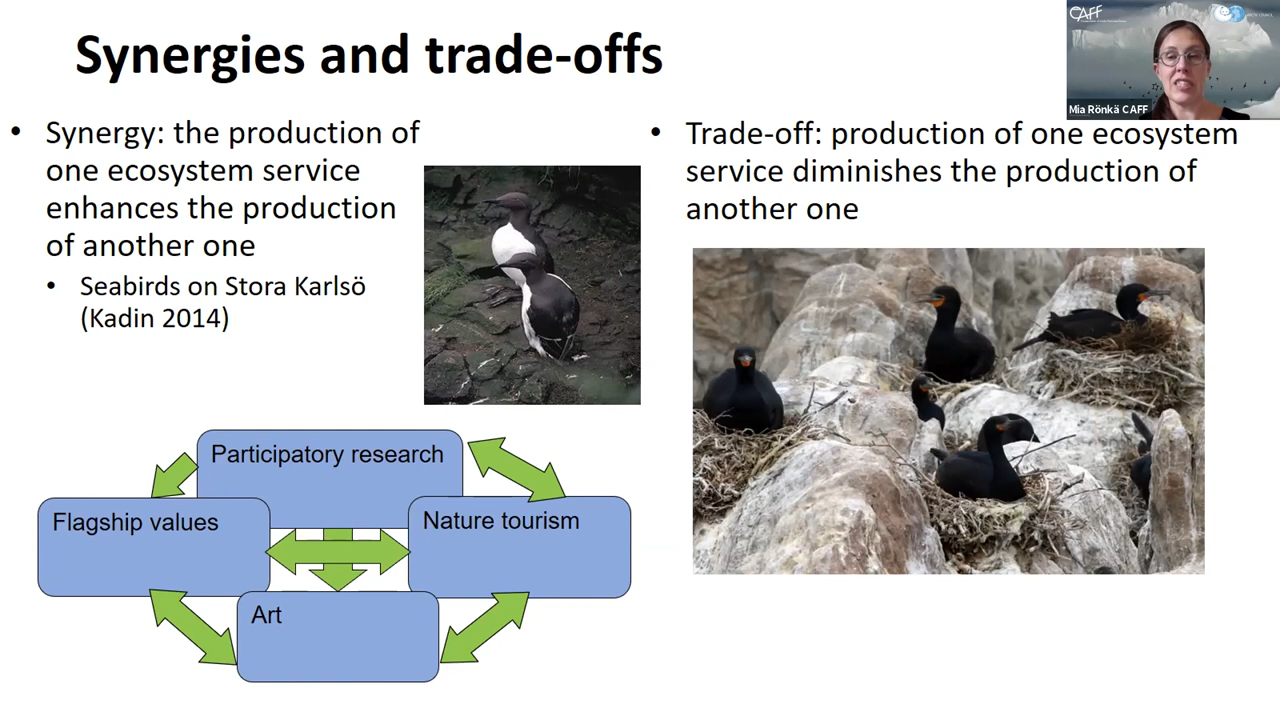 Synergies and trade-offs
CAFF
Mia Rönkä CAFF
• Synergy: the production of
one ecosystem service
enhances the production
of another one
• Seabirds on Stora Karlsö
(Kadin 2014)
• Trade-off: production of one ecosystem
service diminishes the production of
another one
Participatory research
Flagship values
Nature tourism
Art